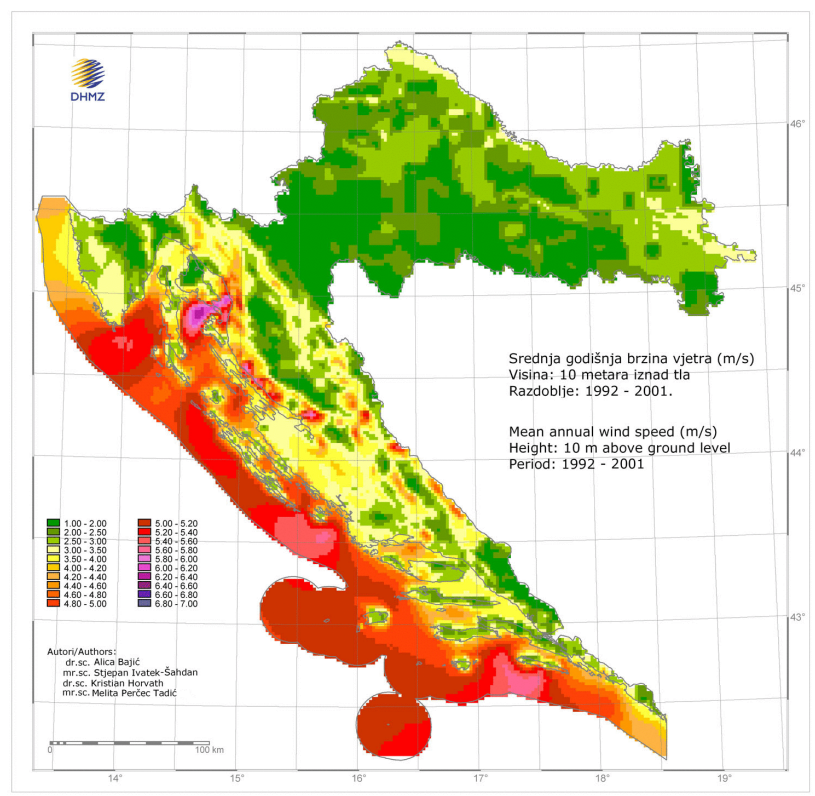 DHMZ
46°
45°
44°
43°
Srednja godišnja brzina vjetra (m/s)
Visina: 10 metara iznad tla
Razdoblje: 1992 - 2001.
Mean annual wind speed (m/s)
Height: 10 m above ground level
Period: 1992 - 2001
1.00 - 2.00
2.00 - 2.50
2.50 - 3.00
3.00 - 3.50
3.50 - 4.00
4.00 - 4.20
4.20 - 4.40
4.40 - 4.60
4.60 - 4.80
4.80 - 5.00
5.00 - 5.20
5.20 - 5.40
5.40 - 5.60
5.60 - 5.80
5.80 - 6.00
6.00 - 6.20
6.20 - 6.40
6.40 - 6.60
6.60 - 6.80
6.80 - 7.00
Autori/Authors:
dr.sc. Alica Bajić
mr.sc. Stjepan Ivatek-Šahdan
dr.sc. Kristian Horvath
mr.sc. Melita Perčec Tadić
0 100 km
14° 15° 16° 17° 18° 19°